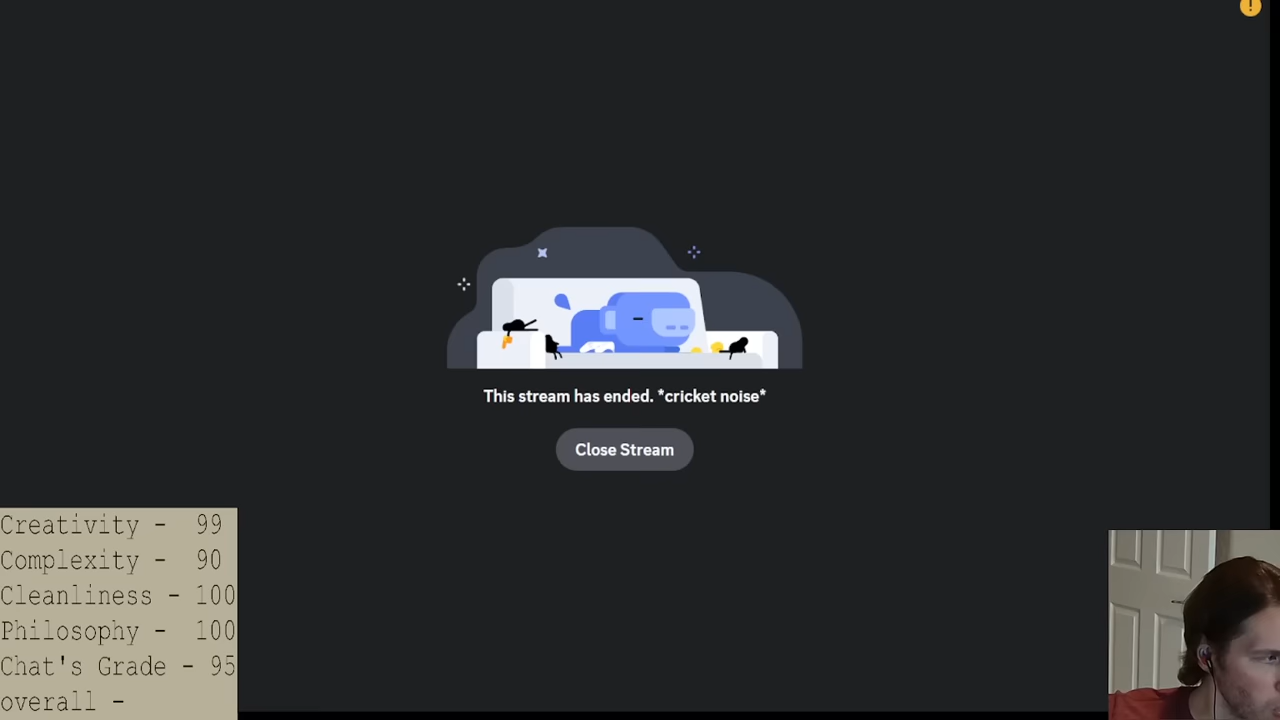 This stream has ended. *cricket noise*
Close Stream
Creativity - 99
Complexity - 90
Cleanliness - 100
Philosophy - 100
Chat's Grade - 95
overall -